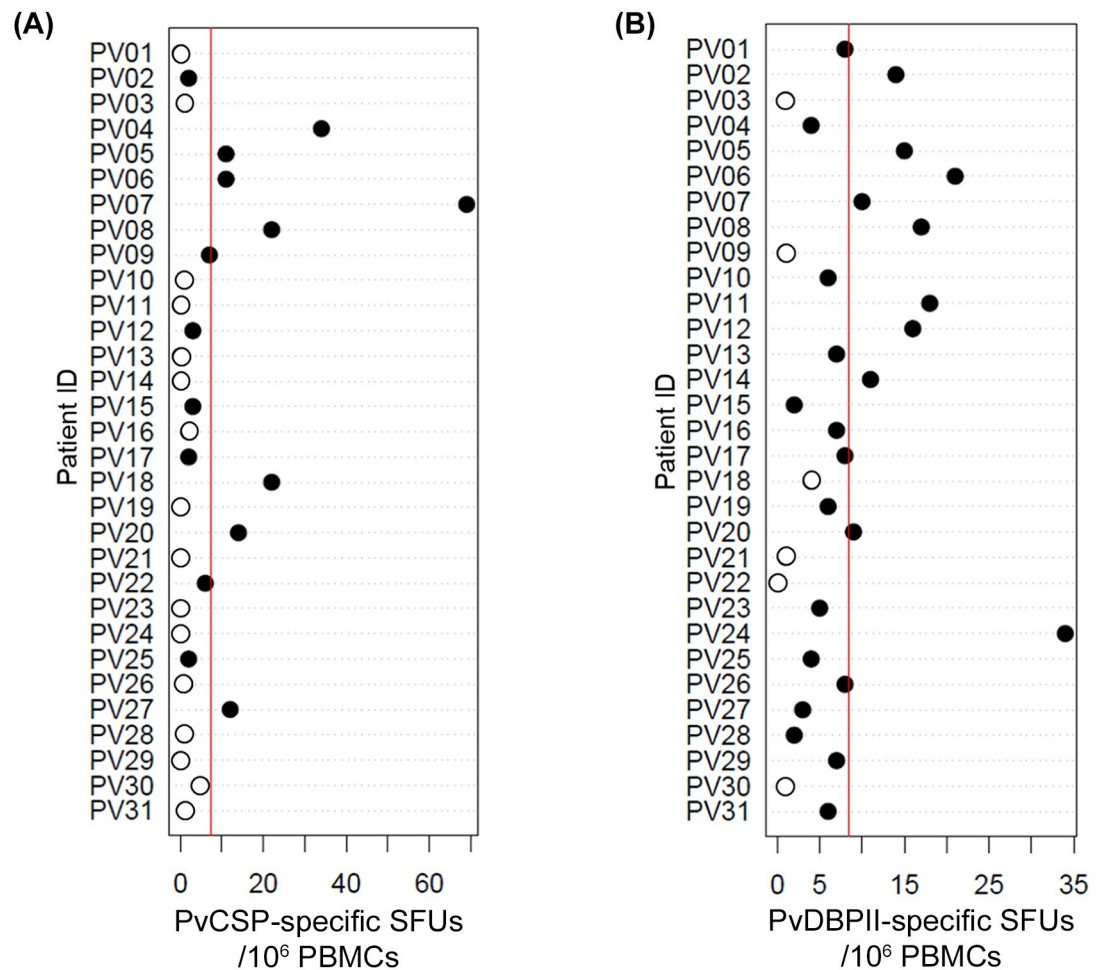 (A)
PV01
PV02
PV03
PV04
PV05
PV06
PV07
PV08
PV09
PV10
PV11
PV12
PV13
PV14
PV15
PV16
PV17
PV18
PV19
PV20
PV21
PV22
PV23
PV24
PV25
PV26
PV27
PV28
PV29
PV30
PV31
Patient ID
0 20 40 60
PvCSP-specific SFUs
/10⁶ PBMCs
(B)
PV01
PV02
PV03
PV04
PV05
PV06
PV07
PV08
PV09
PV10
PV11
PV12
PV13
PV14
PV15
PV16
PV17
PV18
PV19
PV20
PV21
PV22
PV23
PV24
PV25
PV26
PV27
PV28
PV29
PV30
PV31
Patient ID
0 5 15 25 35
PvDBPII-specific SFUs
/10⁶ PBMCs